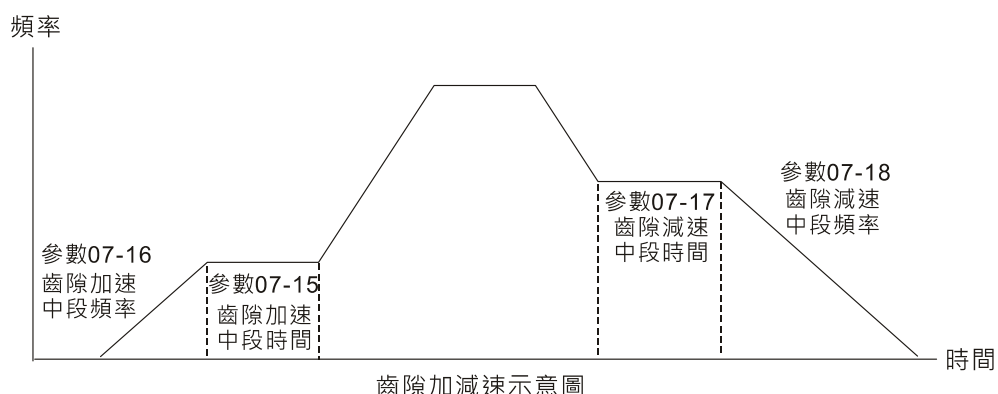 頻率
參數07-16
齒隙加速
中段頻率
參數07-15
齒隙加速
中段時間
參數07-17
齒隙減速
中段時間
參數07-18
齒隙減速
中段頻率
時間
齒隙加減速示意圖